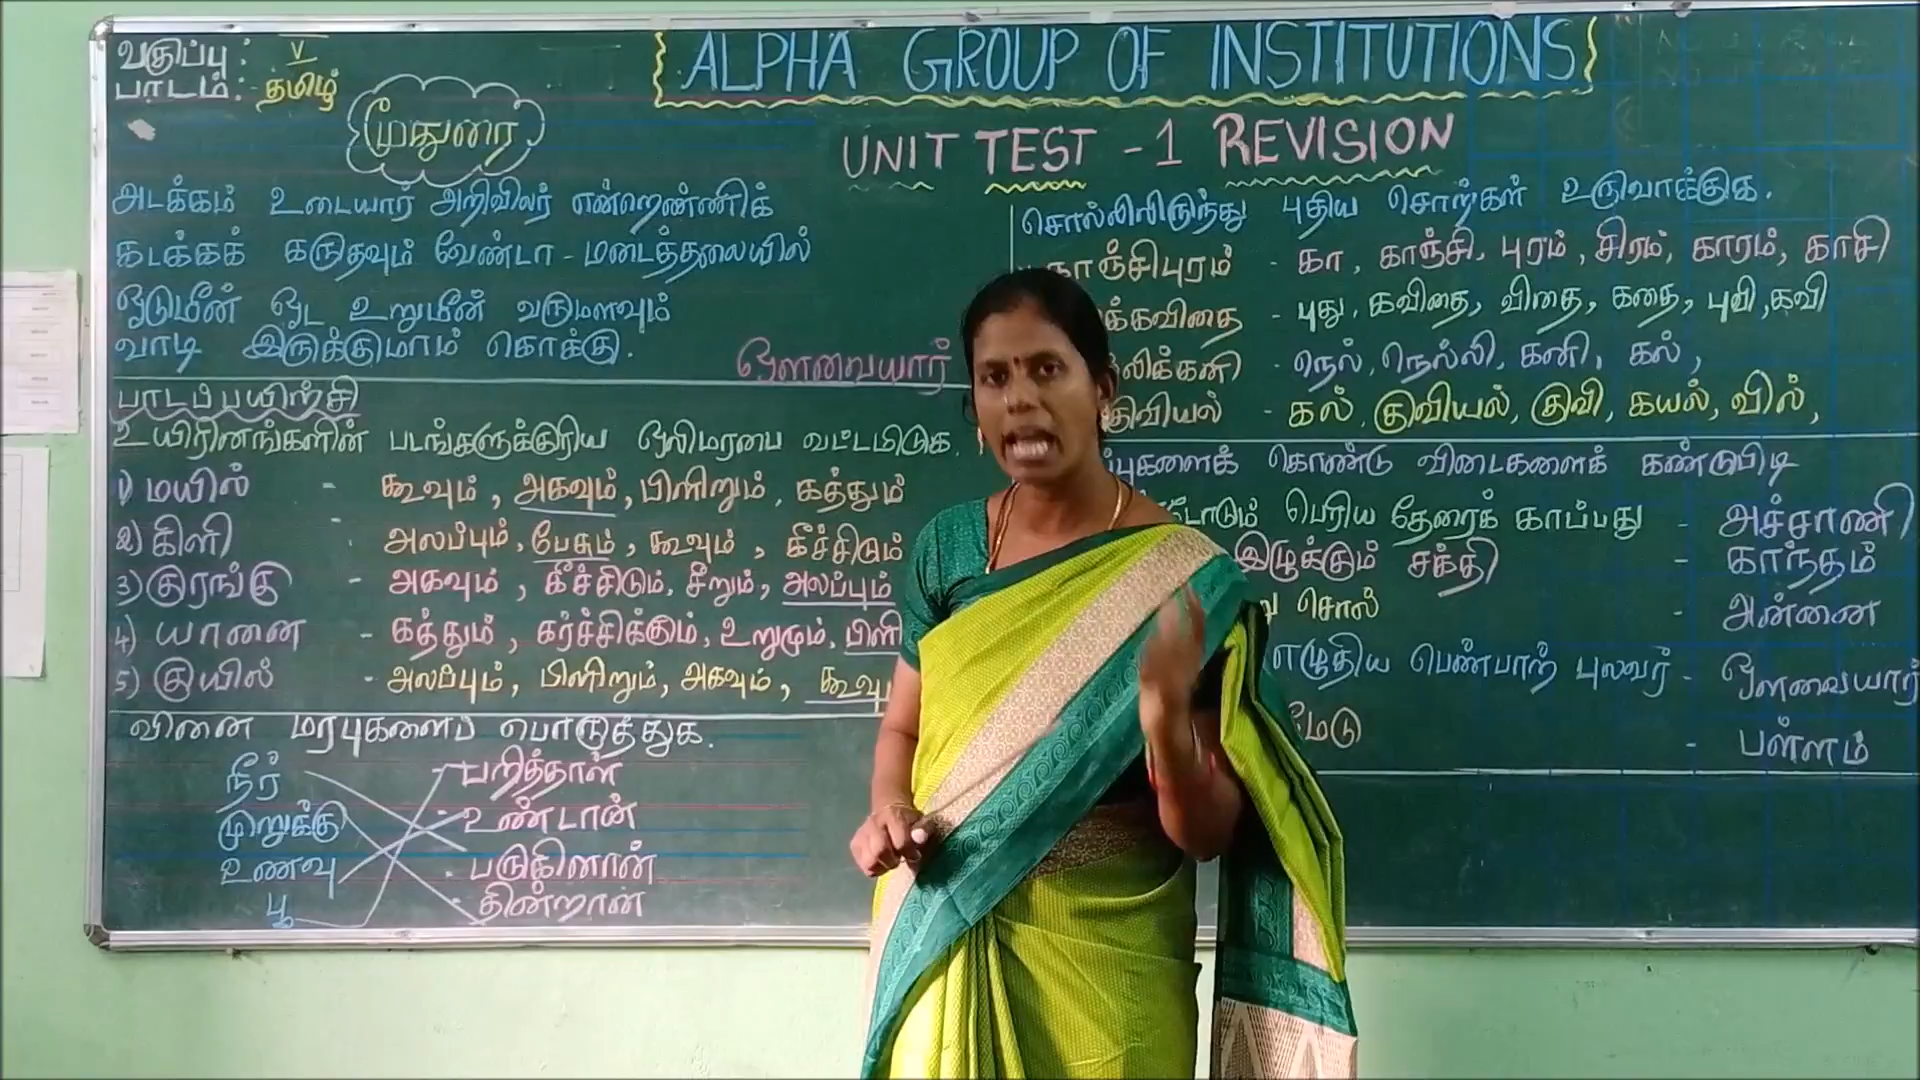 வகுப்பு : V
பாடம் :- தமிழ்
ALPHA GROUP OF INSTITUTIONS
UNIT TEST - 1 REVISION
மூதுரை
அடக்கம் உடையார் அறிவிலர் என்றெண்ணிக்
கடக்கக் கருதவும் வேண்டா - மடைத்தலையில்
ஓடுமீன் ஓட உறுமீன் வருமளவும்
வாடி இருக்குமாம் கொக்கு.
ஔவையார்
பாடப்பயிற்சி
உயிரினங்களின் படங்களுக்குரிய ஒலிமரபை வட்டமிடுக.
1) மயில் - கூவும், அகவும், பிளிறும், கத்தும்
2) கிளி - அலப்பும், பேசும், கூவும், கீச்சிடும்
3) குரங்கு - அகவும், கீச்சிடும், சீறும், அலப்பும்
4) யானை - கத்தும், கர்ச்சிக்கும், உறுமும், பிளி
5) குயில் - அலப்பும், பிளிறும், அகவும், கூவு
வினை மரபுகளைப் பொருத்துக.
நீர் - பறித்தாள்
முறுக்கு - உண்டான்
உணவு - பருகினான்
பூ - தின்றான்
சொல்லிலிருந்து புதிய சொற்கள் உருவாக்குக.
காஞ்சிபுரம் - கா, காஞ்சி, புரம், சிரம், காரம், காசி
க்கவிதை - புது, கவிதை, விதை, கதை, புவி, கவி
லிக்கனி - நெல், நெல்லி, கனி, கல்,
குவியல் - கல், குவியல், குவி, கயல், வில்,
ப்புகளைக் கொண்டு விடைகளைக் கண்டுபிடி
டோடும் பெரிய தேரைக் காப்பது - அச்சாணி
இழுக்கும் சக்தி - காந்தம்
சொல் - அன்னை
எழுதிய பெண்பாற் புலவர் - ஔவையார்
மேடு - பள்ளம்